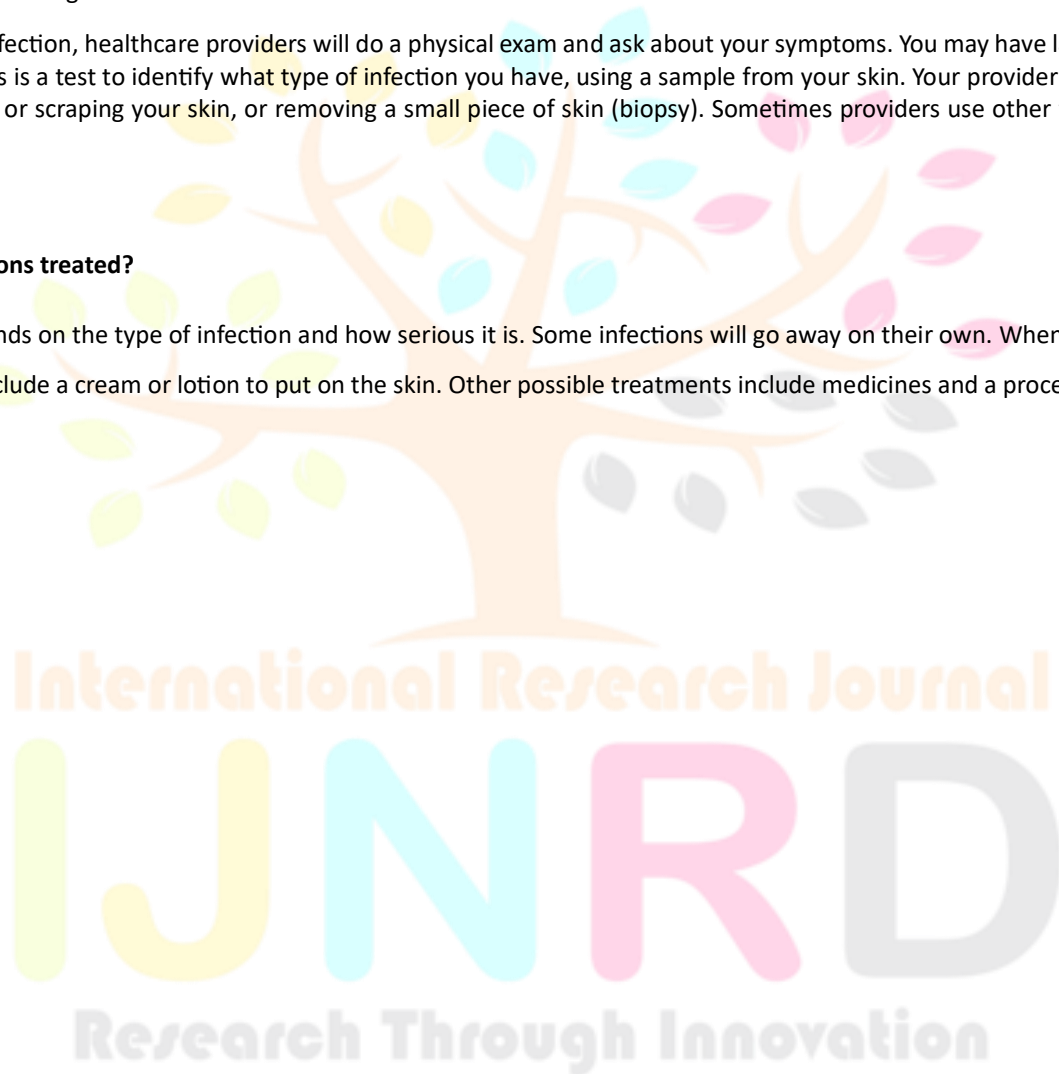 fection, healthcare providers will do a physical exam and ask about your symptoms. You may have l
s is a test to identify what type of infection you have, using a sample from your skin. Your provider
or scraping your skin, or removing a small piece of skin (biopsy). Sometimes providers use other
ons treated?
nds on the type of infection and how serious it is. Some infections will go away on their own. When
clude a cream or lotion to put on the skin. Other possible treatments include medicines and a proce
International Research Journal
IJNRD
Research Through Innovation